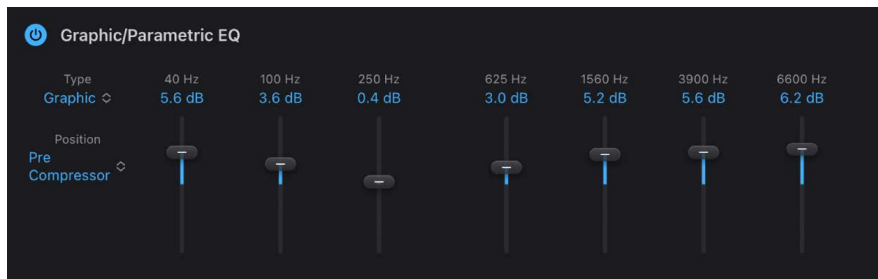 Graphic/Parametric EQ
Type 40 Hz 100 Hz 250 Hz 625 Hz 1560 Hz 3900 Hz 6600 Hz
Graphic 5.6 dB 3.6 dB 0.4 dB 3.0 dB 5.2 dB 5.6 dB 6.2 dB
Position
Pre
Compressor